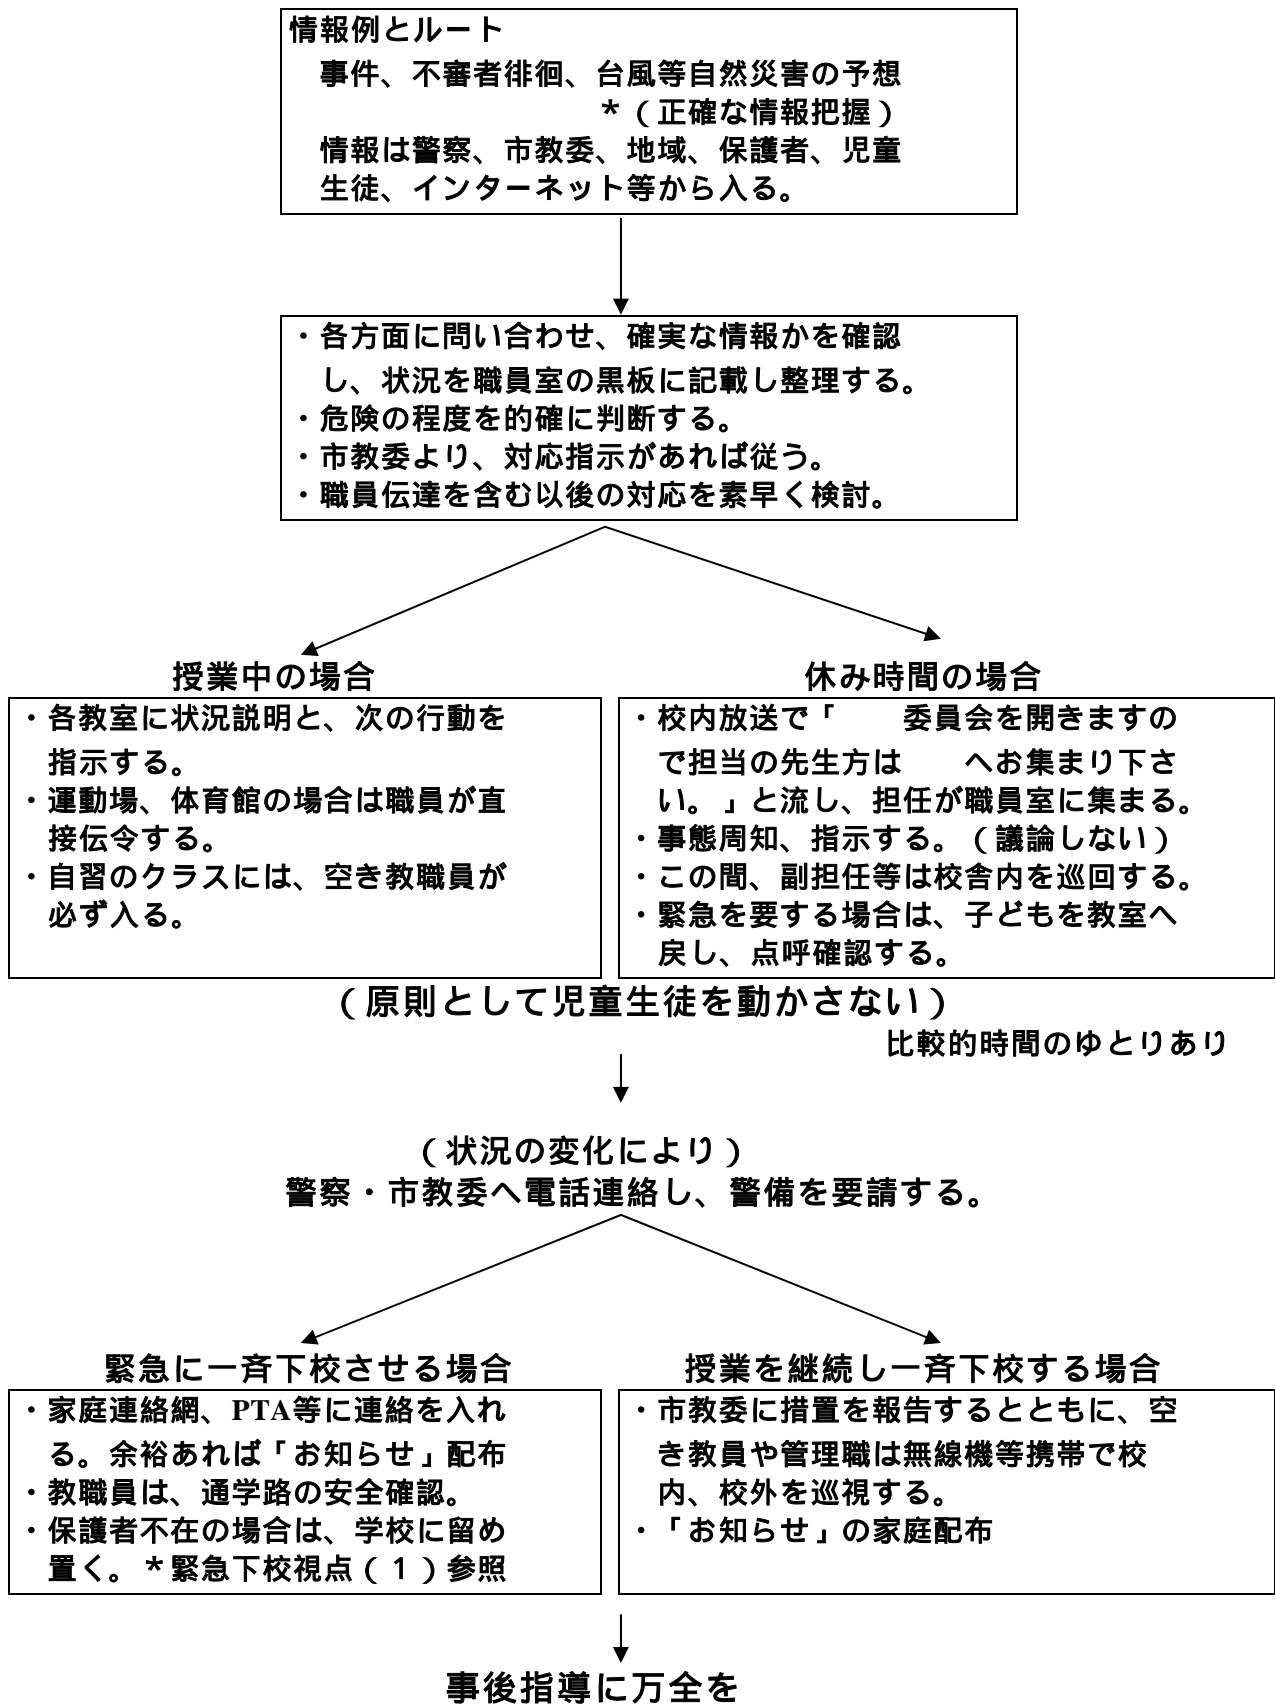 情報例とルート
事件、不審者徘徊、台風等自然災害の予想
＊（正確な情報把握）
情報は警察、市教委、地域、保護者、児童
生徒、インターネット等から入る。
・各方面に問い合わせ、確実な情報かを確認
し、状況を職員室の黒板に記載し整理する。
・危険の程度を的確に判断する。
・市教委より、対応指示があれば従う。
・職員伝達を含む以後の対応を素早く検討。
授業中の場合
・各教室に状況説明と、次の行動を
指示する。
・運動場、体育館の場合は職員が直
接伝令する。
・自習のクラスには、空き教職員が
必ず入る。
休み時間の場合
・校内放送で「　　委員会を開きますの
で担当の先生方は　　へお集まり下さ
い。」と流し、担任が職員室に集まる。
・事態周知、指示する。（議論しない）
・この間、副担任等は校舎内を巡回する。
・緊急を要する場合は、子どもを教室へ
戻し、点呼確認する。
（原則として児童生徒を動かさない）
比較的時間のゆとりあり
（状況の変化により）
警察・市教委へ電話連絡し、警備を要請する。
緊急に一斉下校させる場合
・家庭連絡網、PTA等に連絡を入れ
る。余裕あれば「お知らせ」配布
・教職員は、通学路の安全確認。
・保護者不在の場合は、学校に留め
置く。＊緊急下校視点（１）参照
授業を継続し一斉下校する場合
・市教委に措置を報告するとともに、空
き教員や管理職は無線機等携帯で校
内、校外を巡視する。
・「お知らせ」の家庭配布
事後指導に万全を